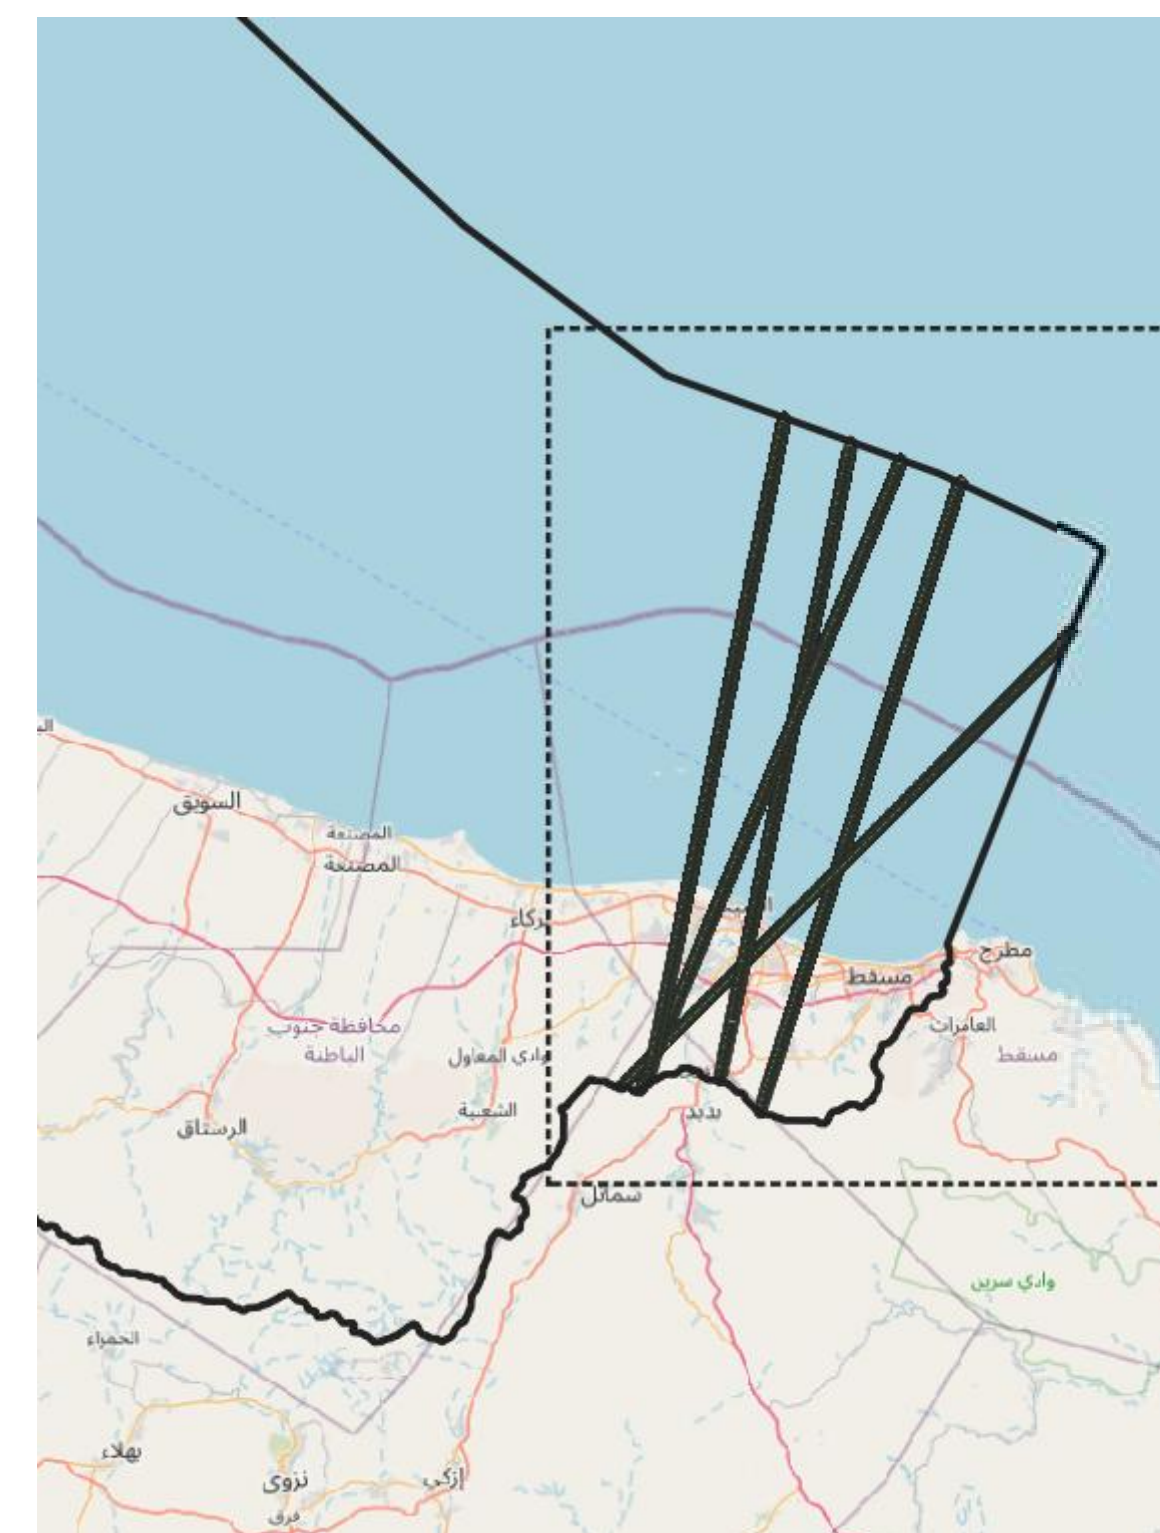 السويق
المصنعة
المصنعة
بركاء
مطرح
مسقط
العامرات
محافظة جنوب
الباطنة
وادي المعاول
مسقط
الشعبية
بدبد
الرستاق
سمائل
وادي سرين
الحمراء
بهلاء
نزوى
إزكي
فرق